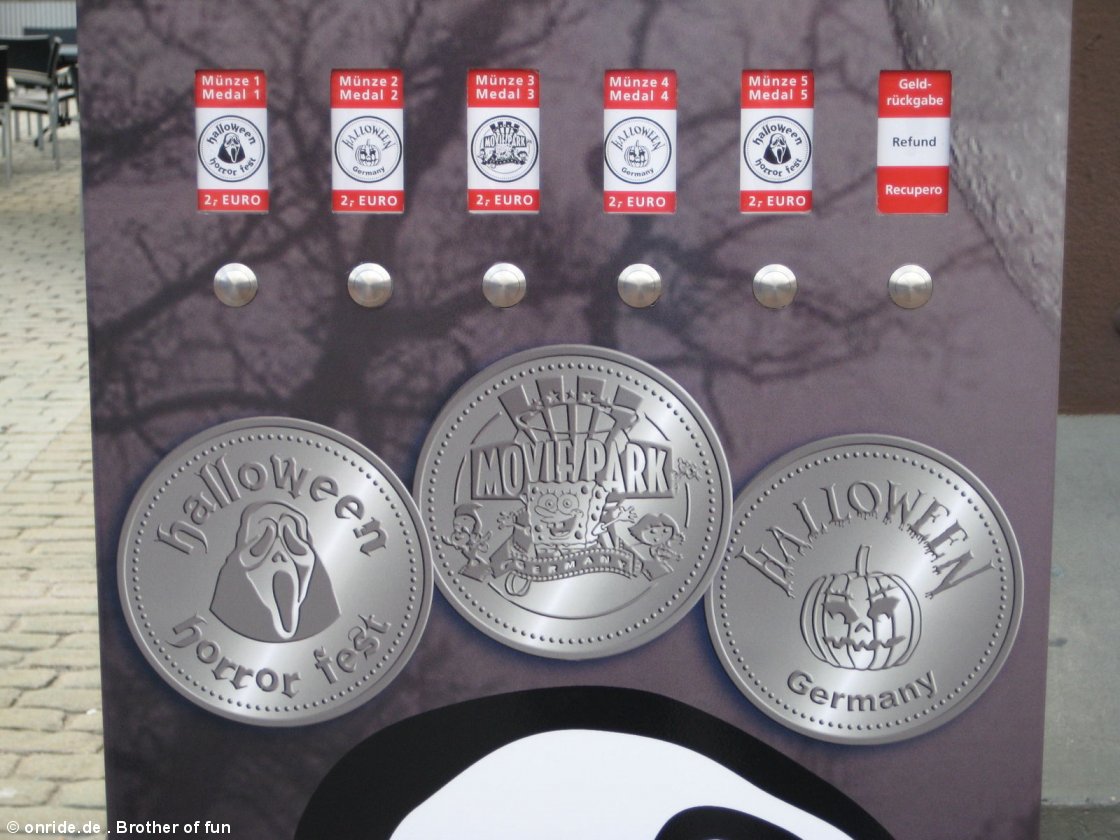 Münze 1
Medal 1
halloween
horror fest
2,- EURO
Münze 2
Medal 2
HALLOWEEN
Germany
2,- EURO
Münze 3
Medal 3
MOVIE PARK
2,- EURO
Münze 4
Medal 4
HALLOWEEN
Germany
2,- EURO
Münze 5
Medal 5
halloween
horror fest
2,- EURO
Geld-
rückgabe
Refund
Recupero
halloween
horror fest
MOVIE PARK
GERMANY
HALLOWEEN
Germany
© onride.de . Brother of fun